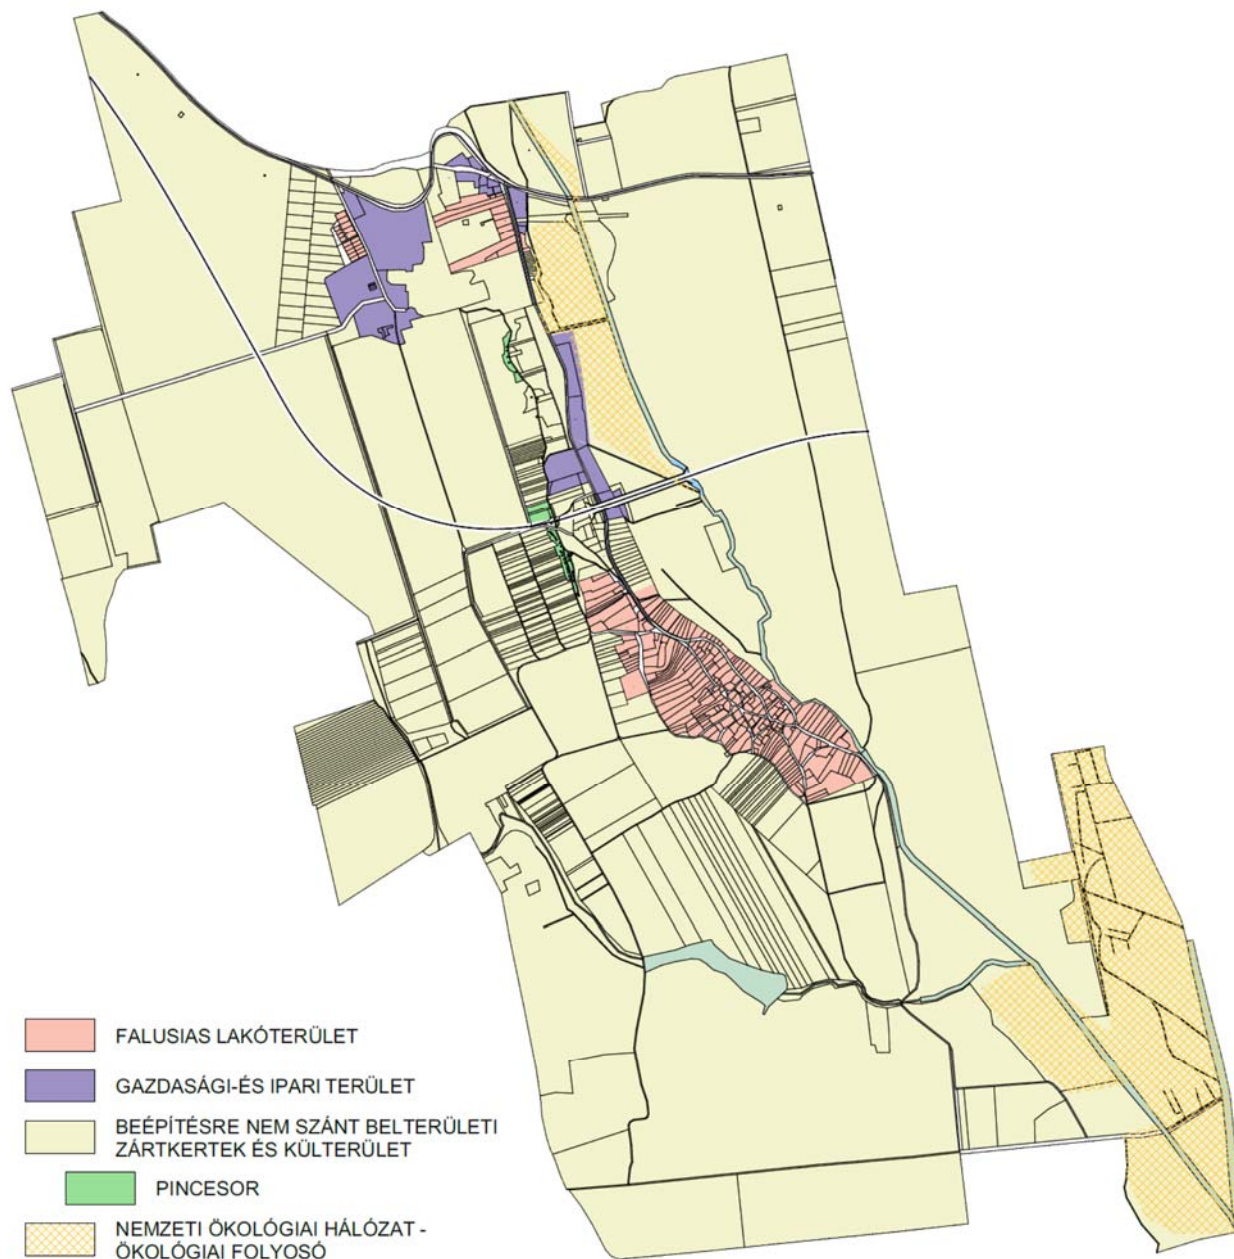 FALUSIAS LAKÓTERÜLET
GAZDASÁGI-ÉS IPARI TERÜLET
BEÉPÍTÉSRE NEM SZÁNT BELTERÜLETI
ZÁRTKERTEK ÉS KÜLTERÜLET
PINCESOR
NEMZETI ÖKOLÓGIAI HÁLÓZAT -
ÖKOLÓGIAI FOLYOSÓ